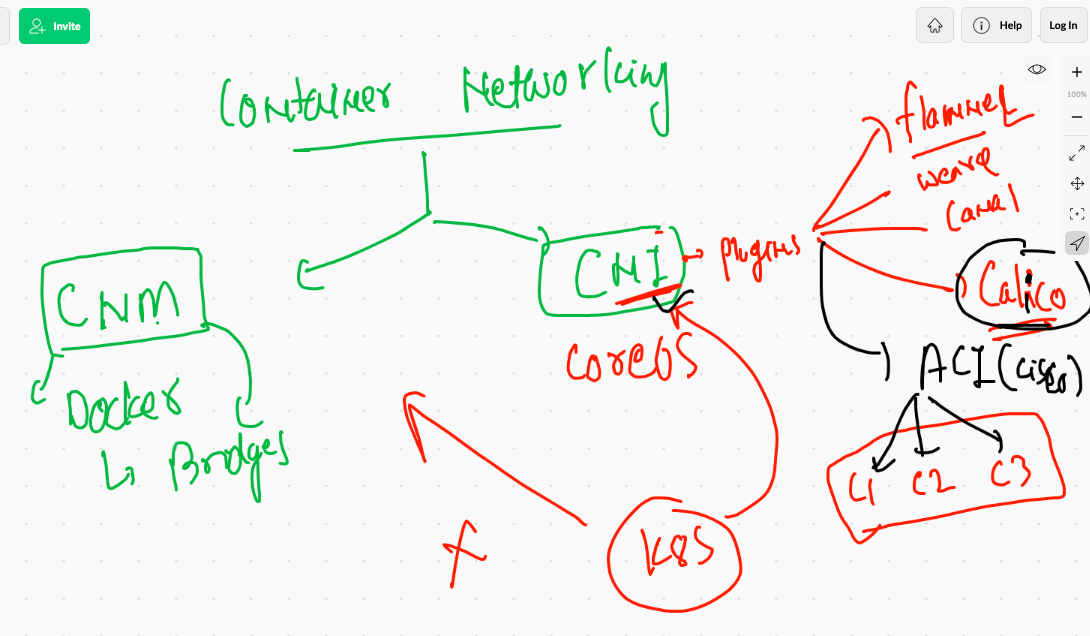 Invite
Help
Log In
100%
Container Networking
flannel
weave
Canal
Calico
ACI (cisco)
C1 C2 C3
CNI
Plugins
CoreOS
CNM
Docker
Bridges
K8S
X